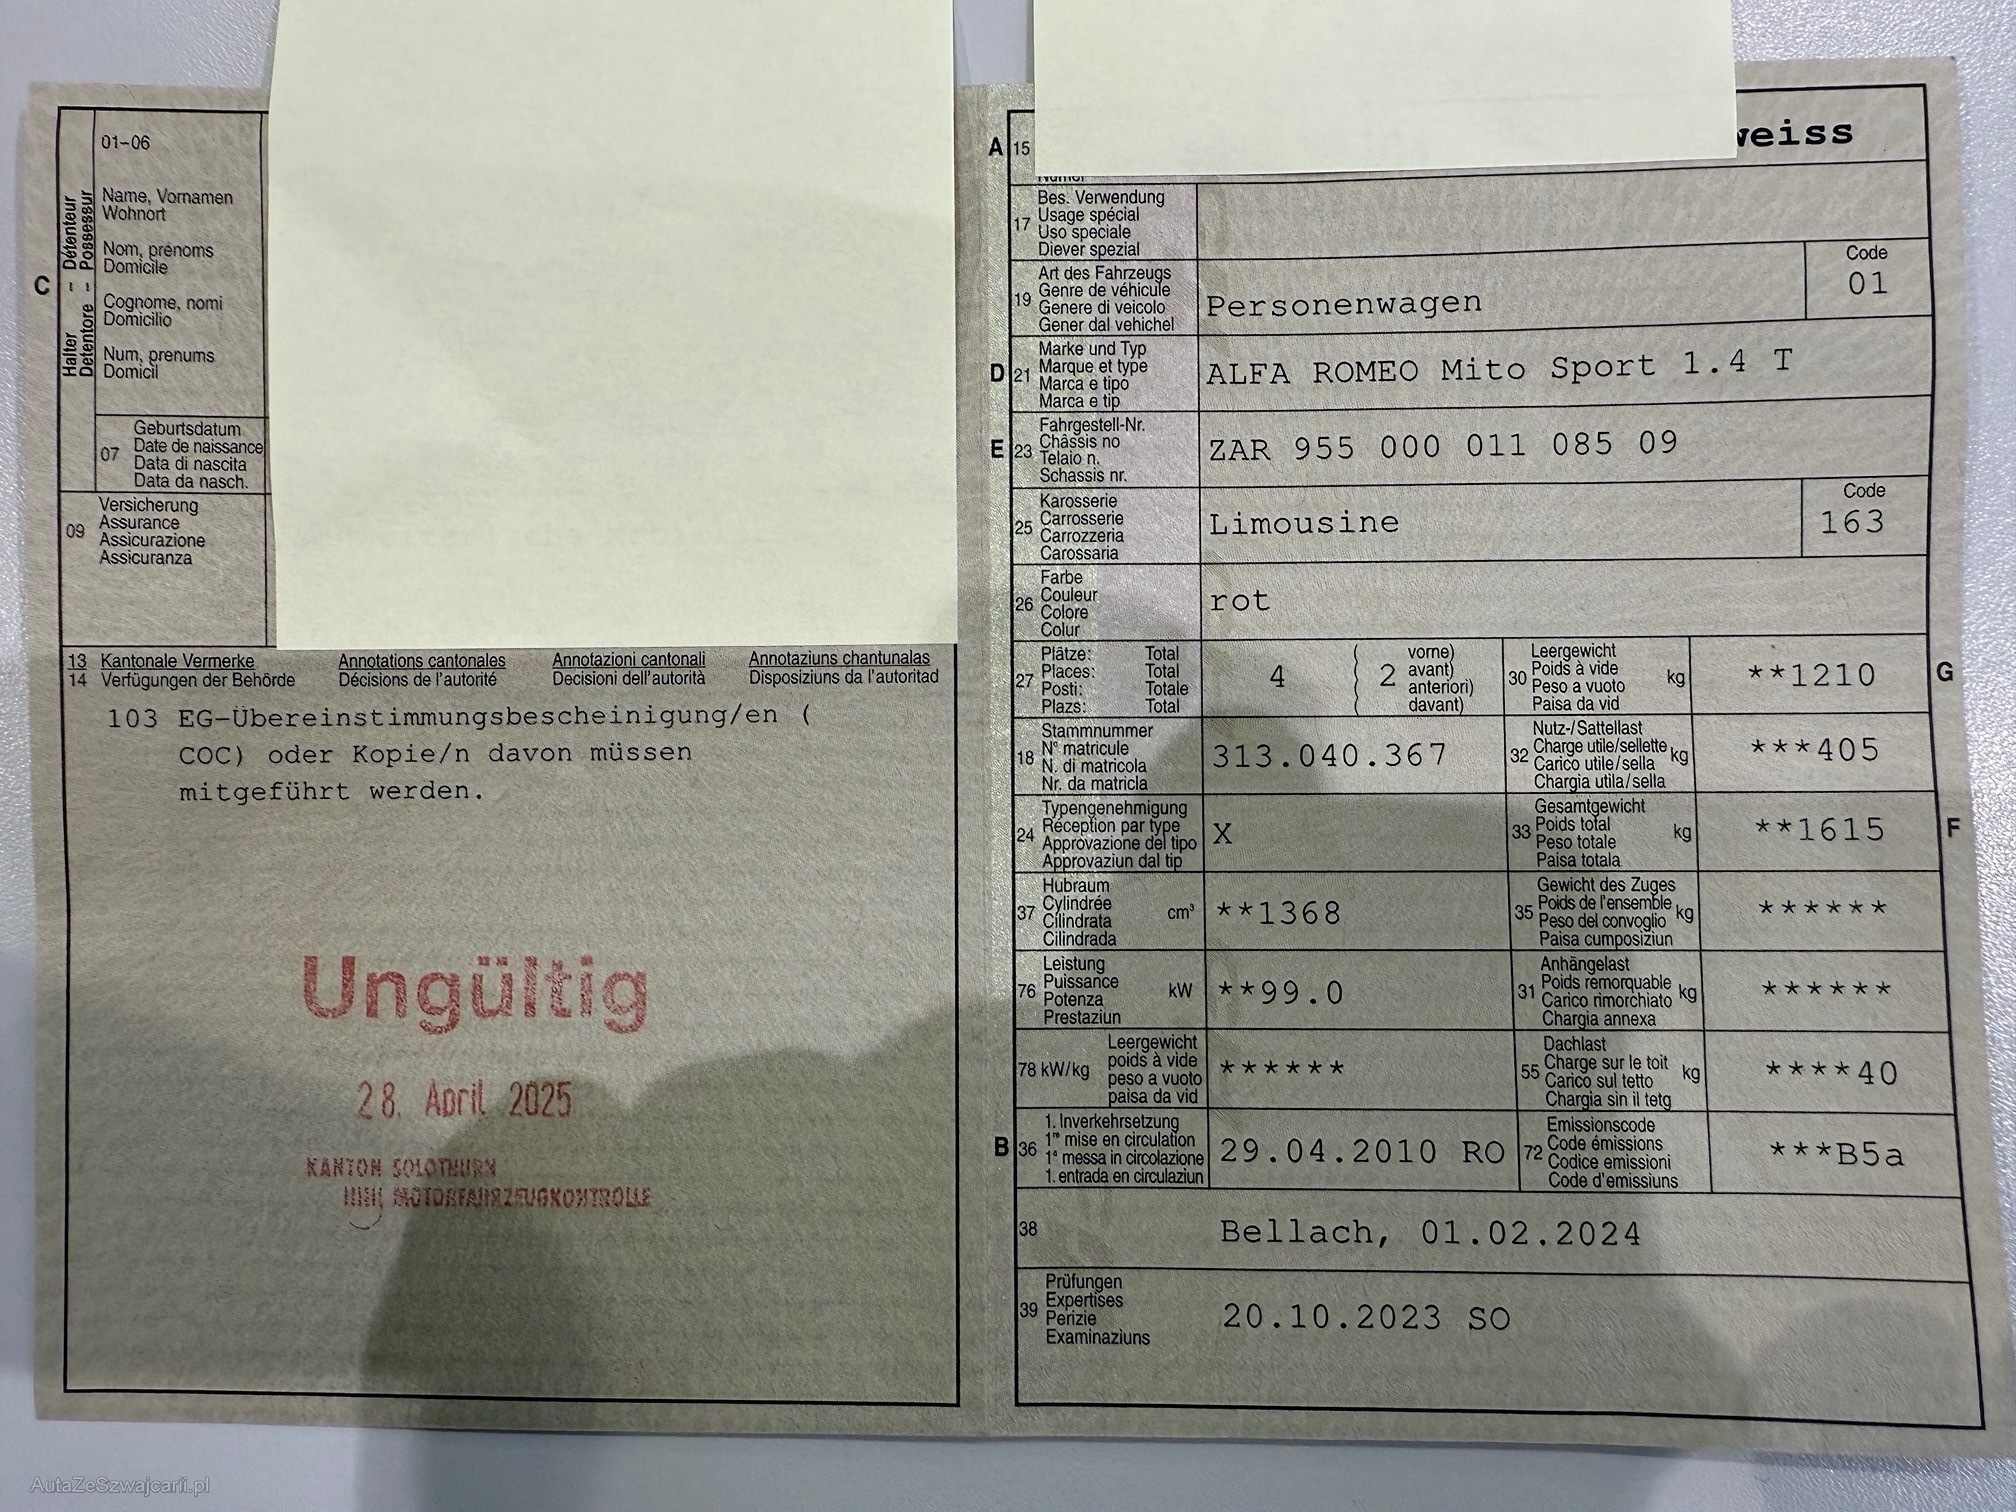 01-06
Name, Vornamen
Wohnort
Nom, prénoms
Domicile
Cognome, nomi
Domicilio
Num, prenums
Domicil
C
Halter – Détenteur
Detentore – Possessur
07
Geburtsdatum
Date de naissance
Data di nascita
Data da nasch.
09
Versicherung
Assurance
Assicurazione
Assicuranza
13 Kantonale Vermerke Annotations cantonales Annotazioni cantonali Annotaziuns chantunalas
14 Verfügungen der Behörde Décisions de l'autorité Decisioni dell'autorità Disposiziuns da l'autoritad
103 EG-Übereinstimmungsbescheinigung/en (
COC) oder Kopie/n davon müssen
mitgeführt werden.
Ungültig
28. April 2025
KANTON SOLOTHURN
MOTORFAHRZEUGKONTROLLE
A 15
weiss
17
Bes. Verwendung
Usage spécial
Uso speciale
Diever spezial
19
Art des Fahrzeugs
Genre de véhicule
Genere di veicolo
Gener dal vehichel
Personenwagen
Code
01
D 21
Marke und Typ
Marque et type
Marca e tipo
Marca e tip
ALFA ROMEO Mito Sport 1.4 T
E 23
Fahrgestell-Nr.
Châssis no
Telaio n.
Schassis nr.
ZAR 955 000 011 085 09
25
Karosserie
Carrosserie
Carrozzeria
Carossaria
Limousine
Code
163
26
Farbe
Couleur
Colore
Colur
rot
27
Plätze: Total
Places: Total
Posti: Totale
Plazs: Total
4
( vorne)
( 2 avant)
( anteriori)
( davant)
30
Leergewicht
Poids à vide
Peso a vuoto
Paisa da vid
kg
**1210
G
18
Stammnummer
N° matricule
N. di matricola
Nr. da matricla
313.040.367
32
Nutz-/Sattellast
Charge utile/sellette
Carico utile/sella
Chargia utila/sella
kg
***405
24
Typengenehmigung
Réception par type
Approvazione del tipo
Approvaziun dal tip
X
33
Gesamtgewicht
Poids total
Peso totale
Paisa totala
kg
**1615
F
37
Hubraum
Cylindrée
Cilindrata
Cilindrada
cm³
**1368
35
Gewicht des Zuges
Poids de l'ensemble
Peso del convoglio
Paisa cumposiziun
kg
******
76
Leistung
Puissance
Potenza
Prestaziun
kW
**99.0
31
Anhängelast
Poids remorquable
Carico rimorchiato
Chargia annexa
kg
******
78 kW/kg
Leergewicht
poids à vide
peso a vuoto
paisa da vid
******
55
Dachlast
Charge sur le toit
Carico sul tetto
Chargia sin il tetg
kg
****40
B 36
1. Inverkehrsetzung
1re mise en circulation
1a messa in circolazione
1. entrada en circulaziun
29.04.2010 RO
72
Emissionscode
Code émissions
Codice emissioni
Code d'emissiuns
***B5a
38
Bellach, 01.02.2024
39
Prüfungen
Expertises
Perizie
Examinaziuns
20.10.2023 SO
AutaZeSzwajcarii.pl